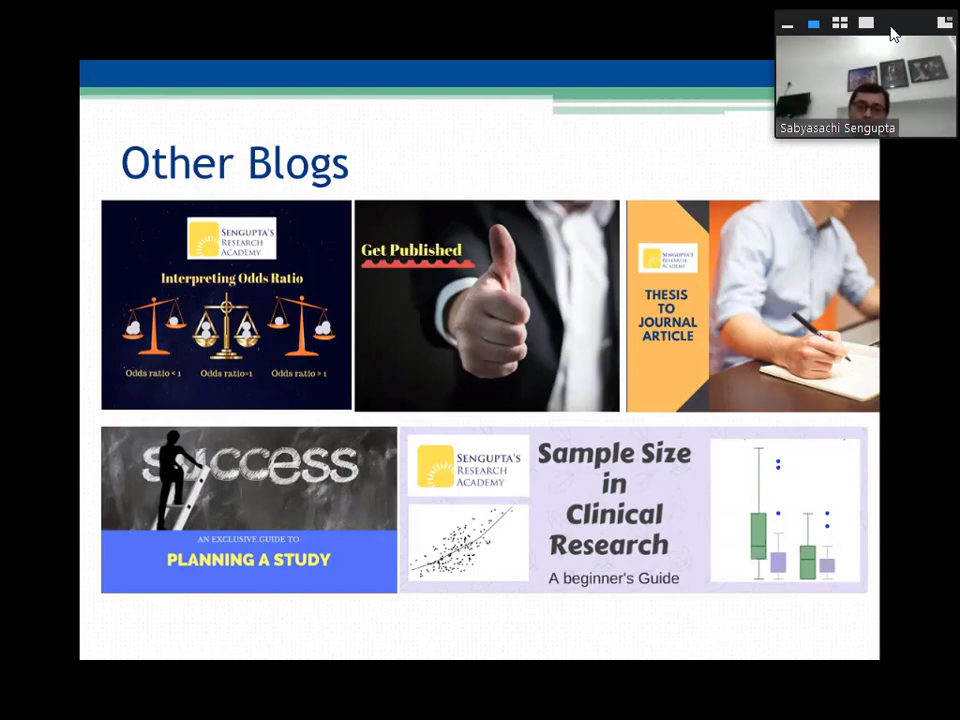 Sabyasachi Sengupta
Other Blogs
SENGUPTA'S
RESEARCH
ACADEMY
Interpreting Odds Ratio
Odds ratio < 1
Odds ratio=1
Odds ratio > 1
Get Published
SENGUPTA'S
RESEARCH
ACADEMY
THESIS
TO
JOURNAL
ARTICLE
success
AN EXCLUSIVE GUIDE TO
PLANNING A STUDY
SENGUPTA'S
RESEARCH
ACADEMY
Sample Size
in
Clinical
Research
A beginner's Guide